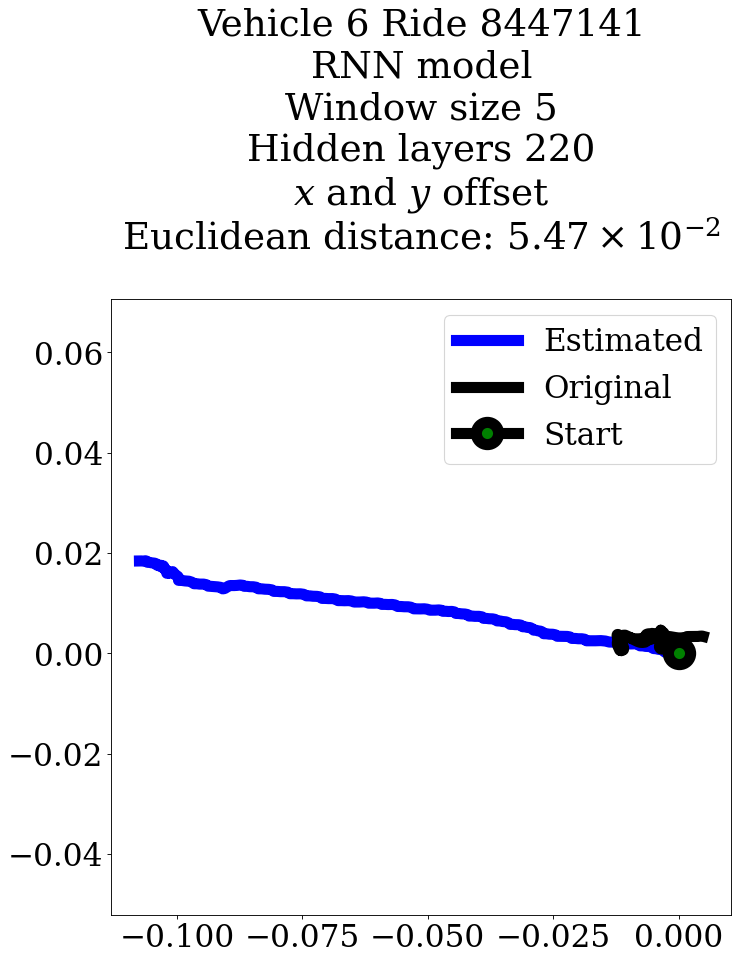 Vehicle 6 Ride 8447141
RNN model
Window size 5
Hidden layers 220
x and y offset
Euclidean distance: 5.47 × 10⁻²
Estimated
Original
Start
0.06
0.04
0.02
0.00
−0.02
−0.04
−0.100 −0.075 −0.050 −0.025 0.000